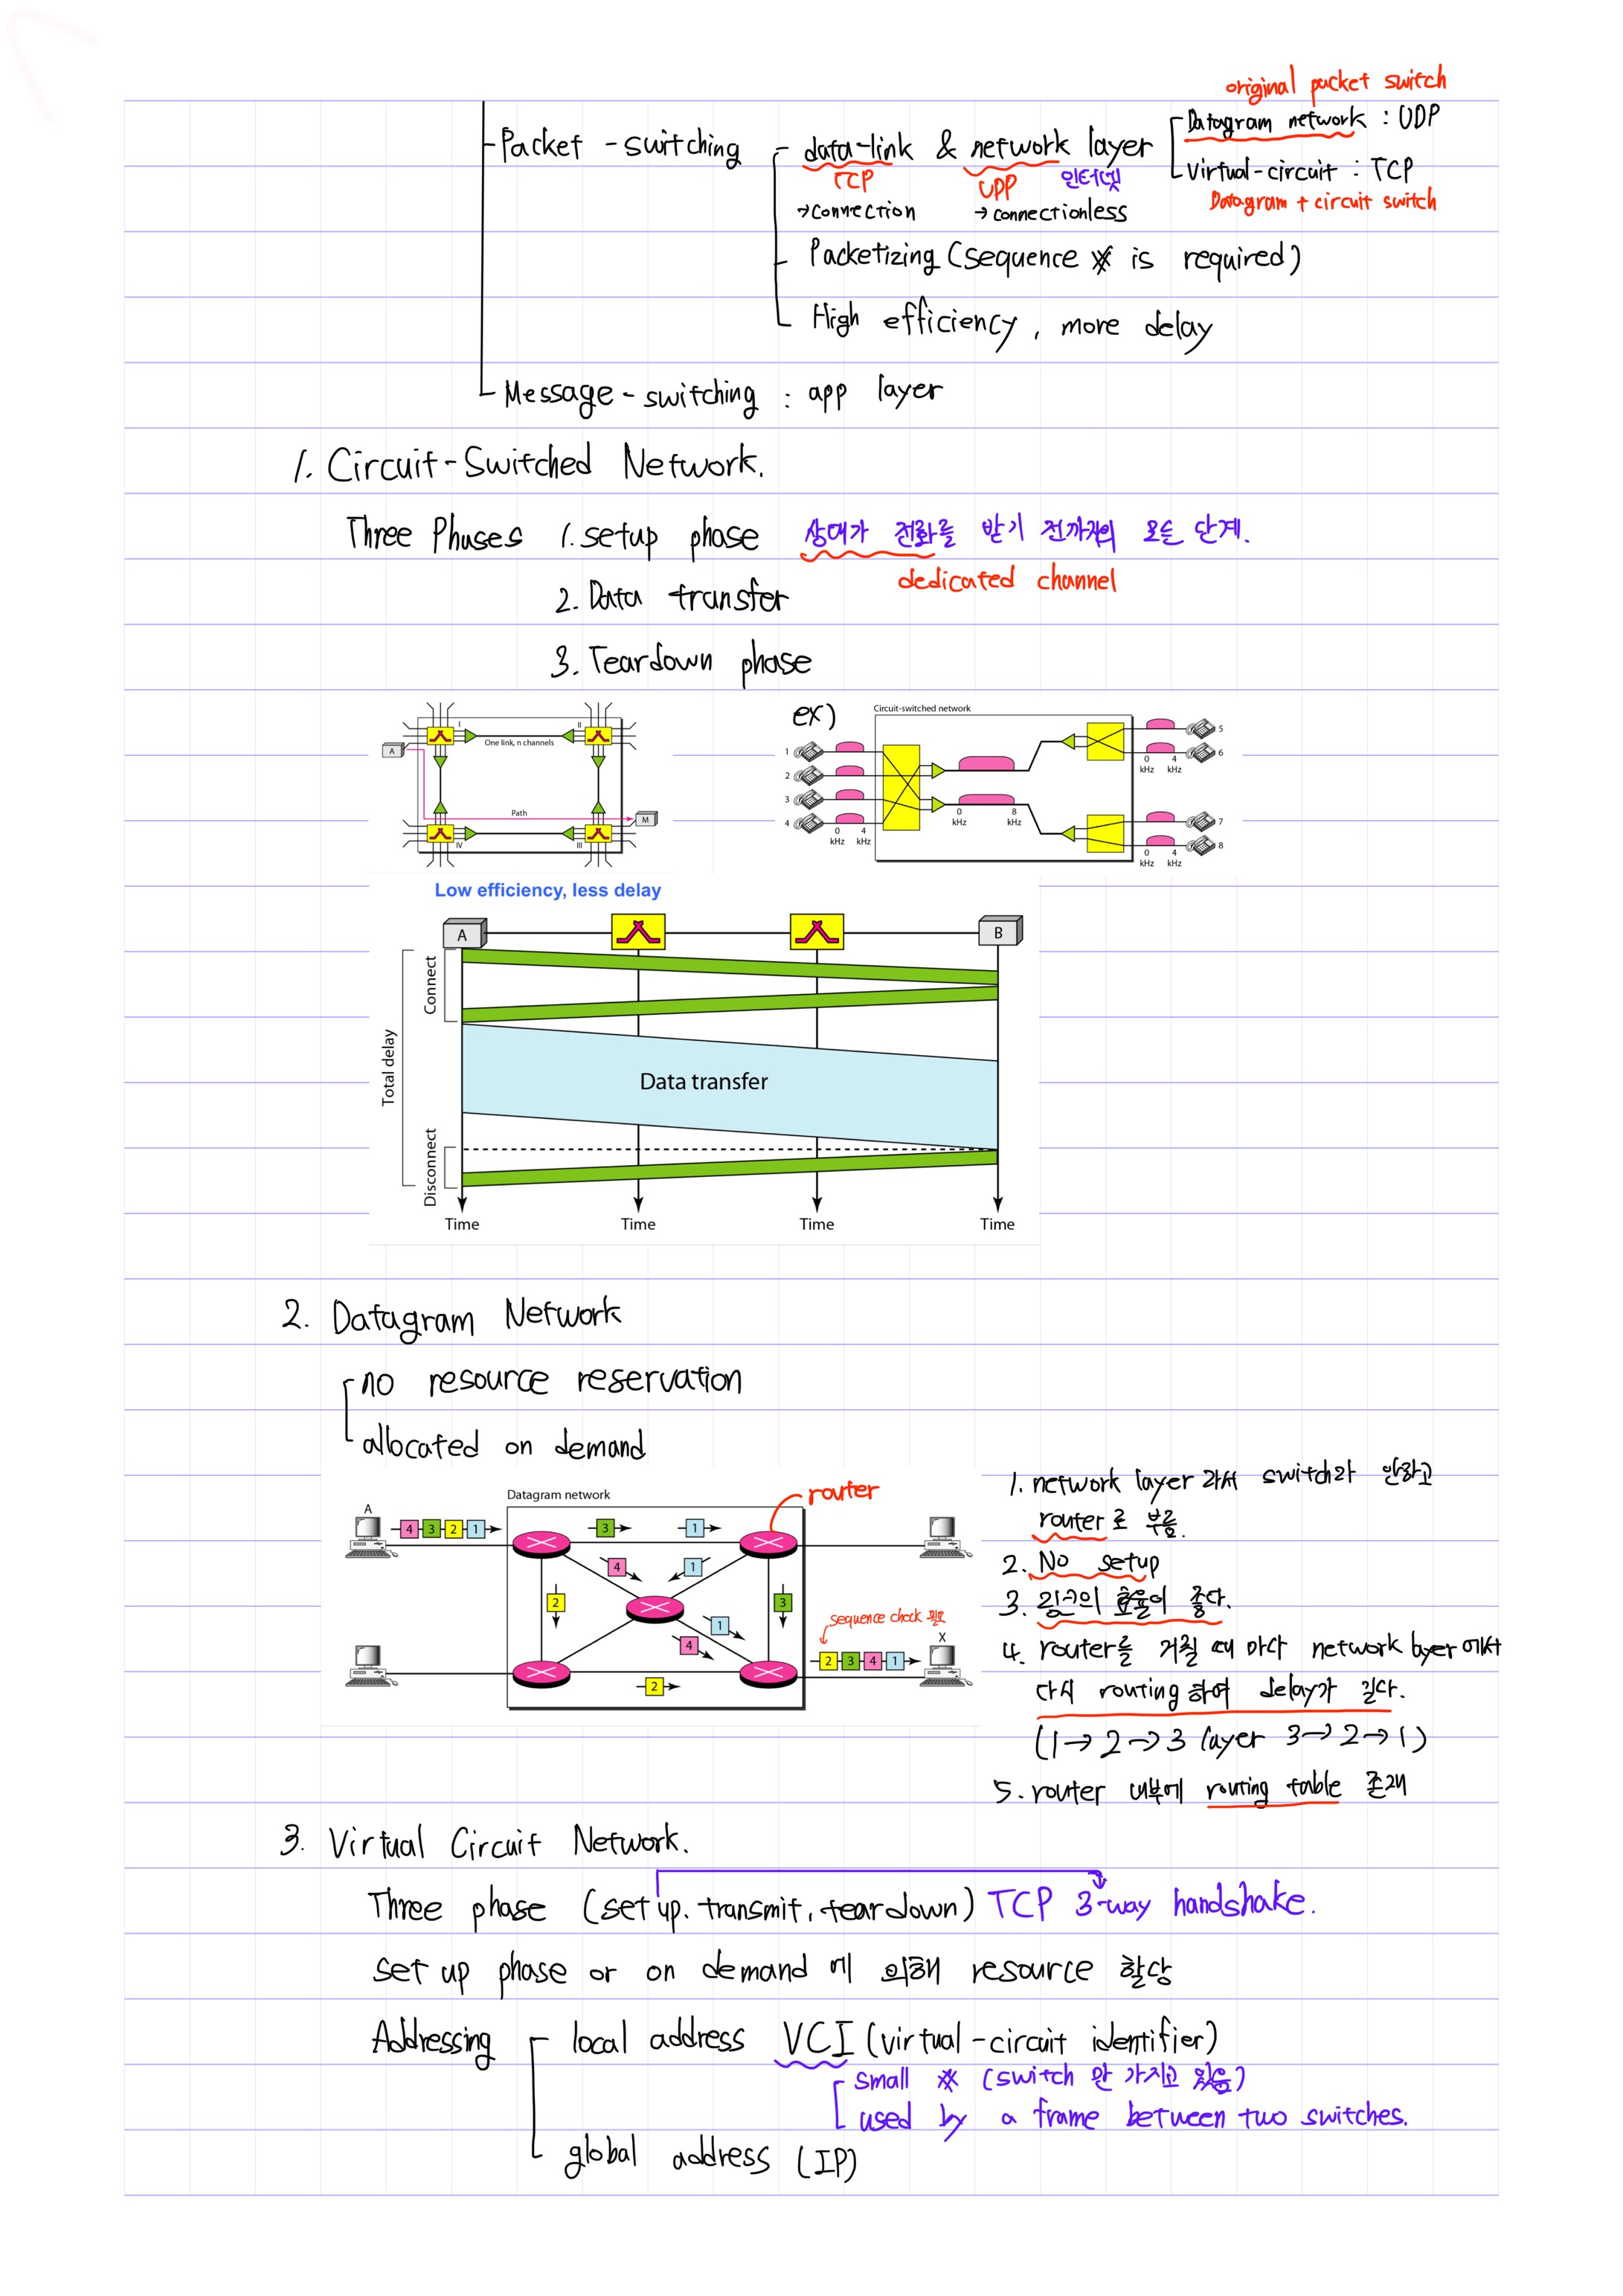 original packet switch
Packet - switching
data-link & network layer
Datagram network : UDP
Virtual-circuit : TCP
TCP
UPP
인터넷
Datagram + circuit switch
→connection
→ connectionless
Packetizing (sequence # is required)
High efficiency, more delay
Message - switching : app layer
1. Circuit-Switched Network.
Three Phases 1. setup phase 상대가 전화를 받기 전까지의 모든 단계.
dedicated channel
2. Data transfer
3. Teardown phase
I
II
One link, n channels
A
Path
M
IV
III
ex)
Circuit-switched network
1
2
3
4
0
4
kHz
kHz
0
8
kHz
kHz
5
6
0
4
kHz
kHz
7
8
0
4
kHz
kHz
Low efficiency, less delay
A
B
Connect
Total delay
Data transfer
Disconnect
Time
Time
Time
Time
2. Datagram Network
no resource reservation
allocated on demand
Datagram network
router
A
4 3 2 1
3
1
4
1
2
3
1
4
2
sequence check 필요
2 3 4 1
X
1. network layer 라서 switch라 안하고
router로 부름.
2. No setup
3. 링크의 효율이 좋다.
4. router를 거칠 때 마다 network layer에서
다시 routing하여 delay가 길다.
(1→2→3 layer 3→2→1)
5. router 내부에 routing table 존재
3. Virtual Circuit Network.
Three phase (set up. transmit, teardown) TCP 3-way handshake.
set up phase or on demand 에 의해 resource 할당
Addressing
local address VCI (virtual-circuit identifier)
small # (switch 만 가지고 있음)
used by a frame between two switches.
global address (IP)